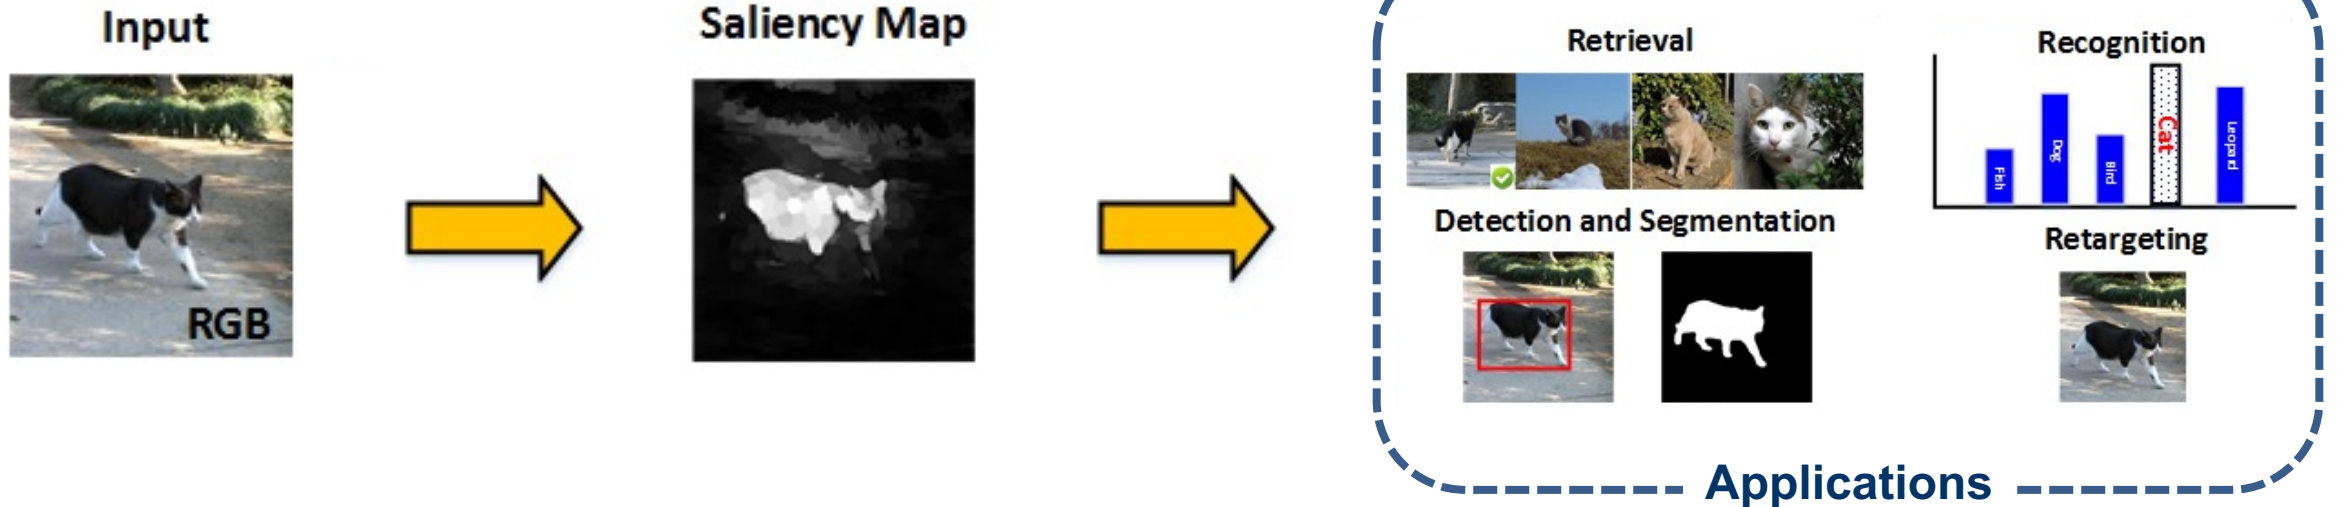 Input
RGB
Saliency Map
Retrieval
Detection and Segmentation
Recognition
Fish
Dog
Bird
Cat
Leopard
Retargeting
Applications